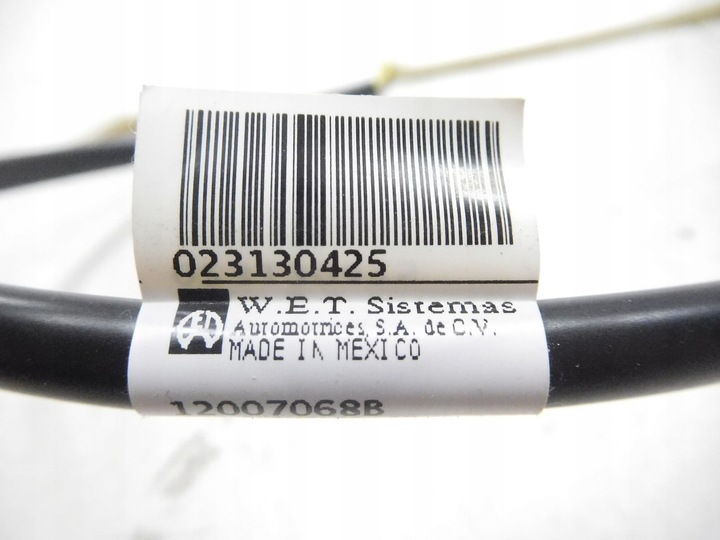 023130425
W.E.T. Sistemas
Automotrices, S.A. de C.V.
MADE IN MEXICO
12007068B